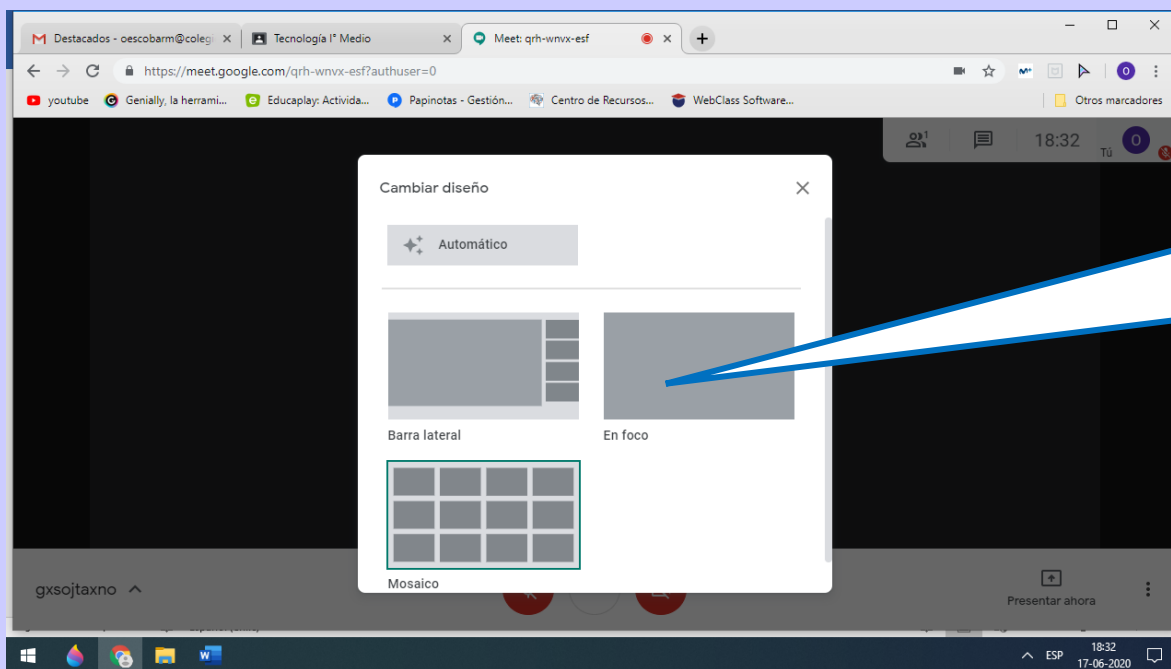 Destacados - oescobarm@coleg
Tecnología I° Medio
Meet: qrh-wnvx-esf
https://meet.google.com/qrh-wnvx-esf?authuser=0
youtube
Genially, la herrami...
Educaplay: Activida...
Papinotas - Gestión...
Centro de Recursos...
WebClass Software...
Otros marcadores
1
18:32
Tú
O
Cambiar diseño
Automático
Barra lateral
En foco
Mosaico
gxsojtaxno
Presentar ahora
ESP
18:32
17-06-2020